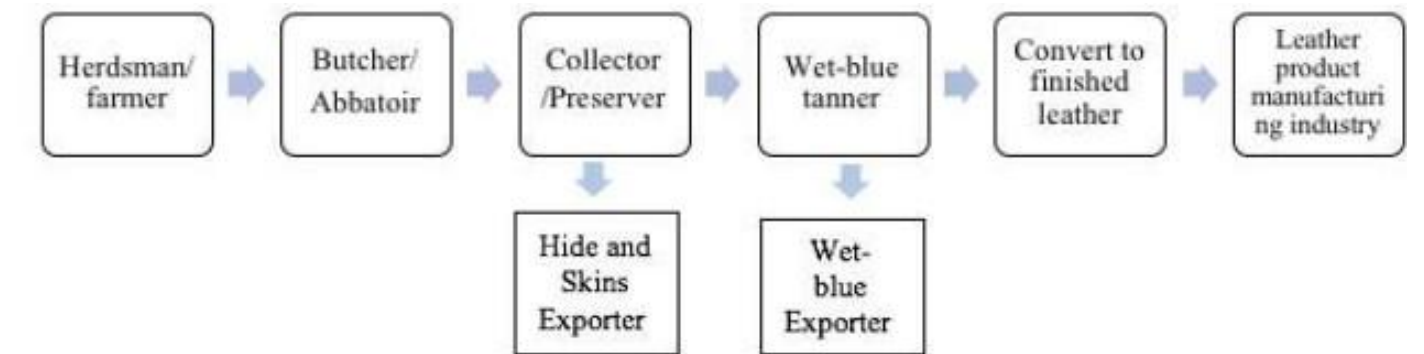 Herdsman/
farmer
Butcher/
Abbatoir
Collector
/Preserver
Wet-blue
tanner
Convert to
finished
leather
Leather
product
manufacturi
ng industry
Hide and
Skins
Exporter
Wet-
blue
Exporter